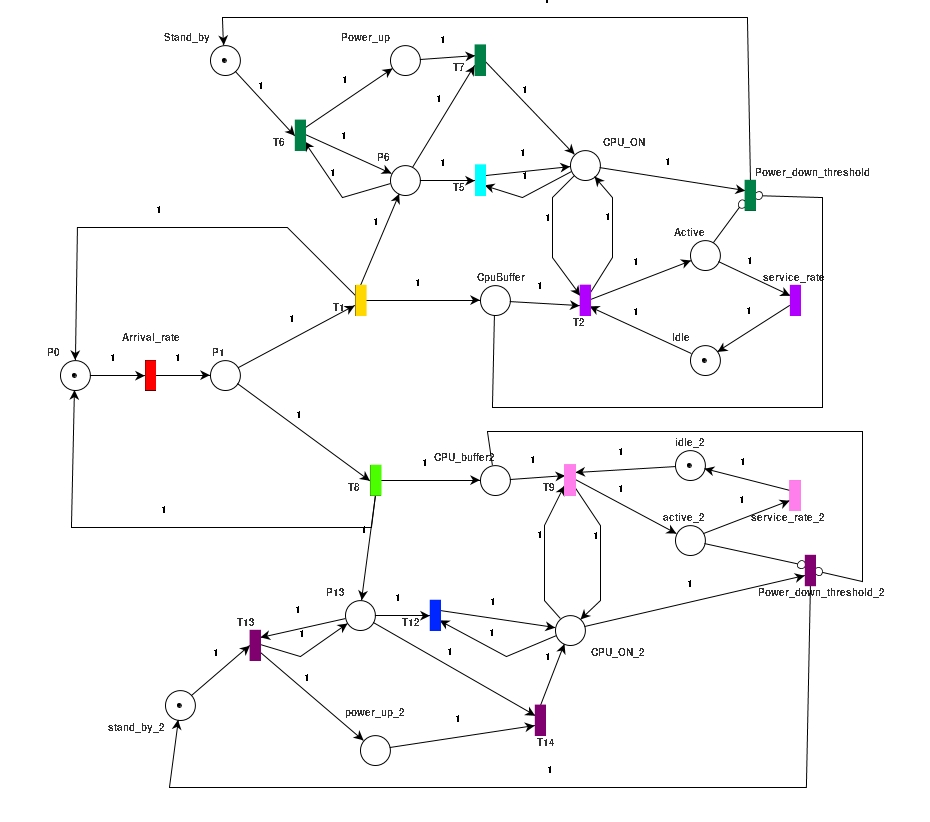 Stand_by
Power_up
1
T7
1
1
1
1
T6
1
P6
1
1
T5
1
CPU_ON
1
Power_down_threshold
1
1
1
1
Active
1
1
service_rate
CpuBuffer
1
1
T1
T2
1
1
1
Idle
Arrival_rate
P0
1
1
P1
1
CPU_buffer2
1
1
T8
T9
1
idle_2
1
1
1
active_2
service_rate_2
1
1
1
1
Power_down_threshold_2
P13
1
1
T12
1
1
1
T13
1
1
1
1
CPU_ON_2
1
stand_by_2
power_up_2
1
T14
1